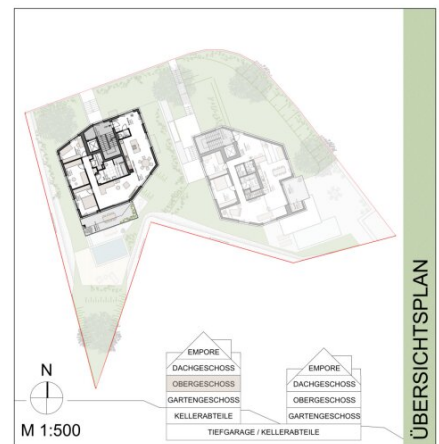 ÜBERSICHTSPLAN
N
M 1:500
EMPORE
DACHGESCHOSS
OBERGESCHOSS
GARTENGESCHOSS
KELLERABTEILE
EMPORE
DACHGESCHOSS
OBERGESCHOSS
GARTENGESCHOSS
TIEFGARAGE / KELLERABTEILE